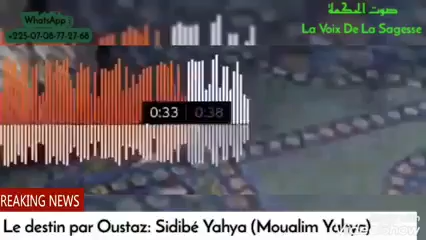 WhatsApp
+225-07-08-77-27-68
صوت الحكمة
La Voix De La Sagesse
0:33
0:38
REAKING NEWS
Le destin par Oustaz: Sidibé Yahya (Moualim Yahya)